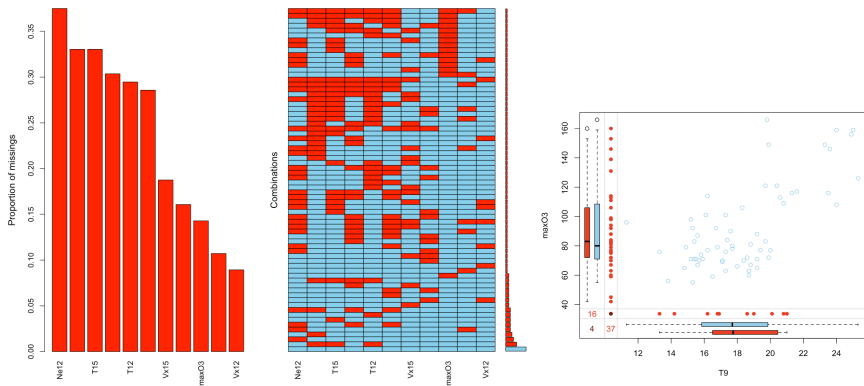 Proportion of missings
0.00
0.05
0.10
0.15
0.20
0.25
0.30
0.35
Ne12
T15
T12
Vx15
maxO3
Vx12
Combinations
Ne12
T15
T12
Vx15
maxO3
Vx12
maxO3
40
60
80
100
120
140
160
16
4
37
12
14
16
18
20
22
24
T9